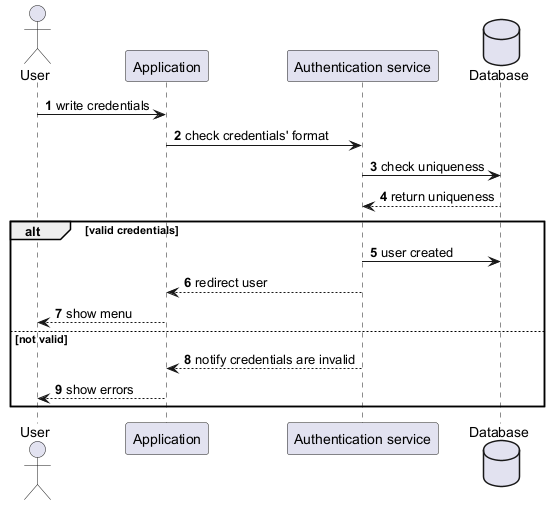 User
Application
Authentication service
Database
1 write credentials
2 check credentials' format
3 check uniqueness
4 return uniqueness
alt [valid credentials]
5 user created
6 redirect user
7 show menu
[not valid]
8 notify credentials are invalid
9 show errors
User
Application
Authentication service
Database